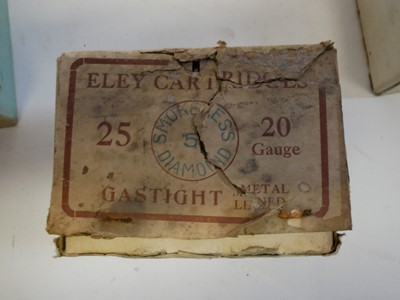 ELEY CARTRIDGES
25
SMOKELESS
5
DIAMOND
20
Gauge
GASTIGHT
METAL
LINED